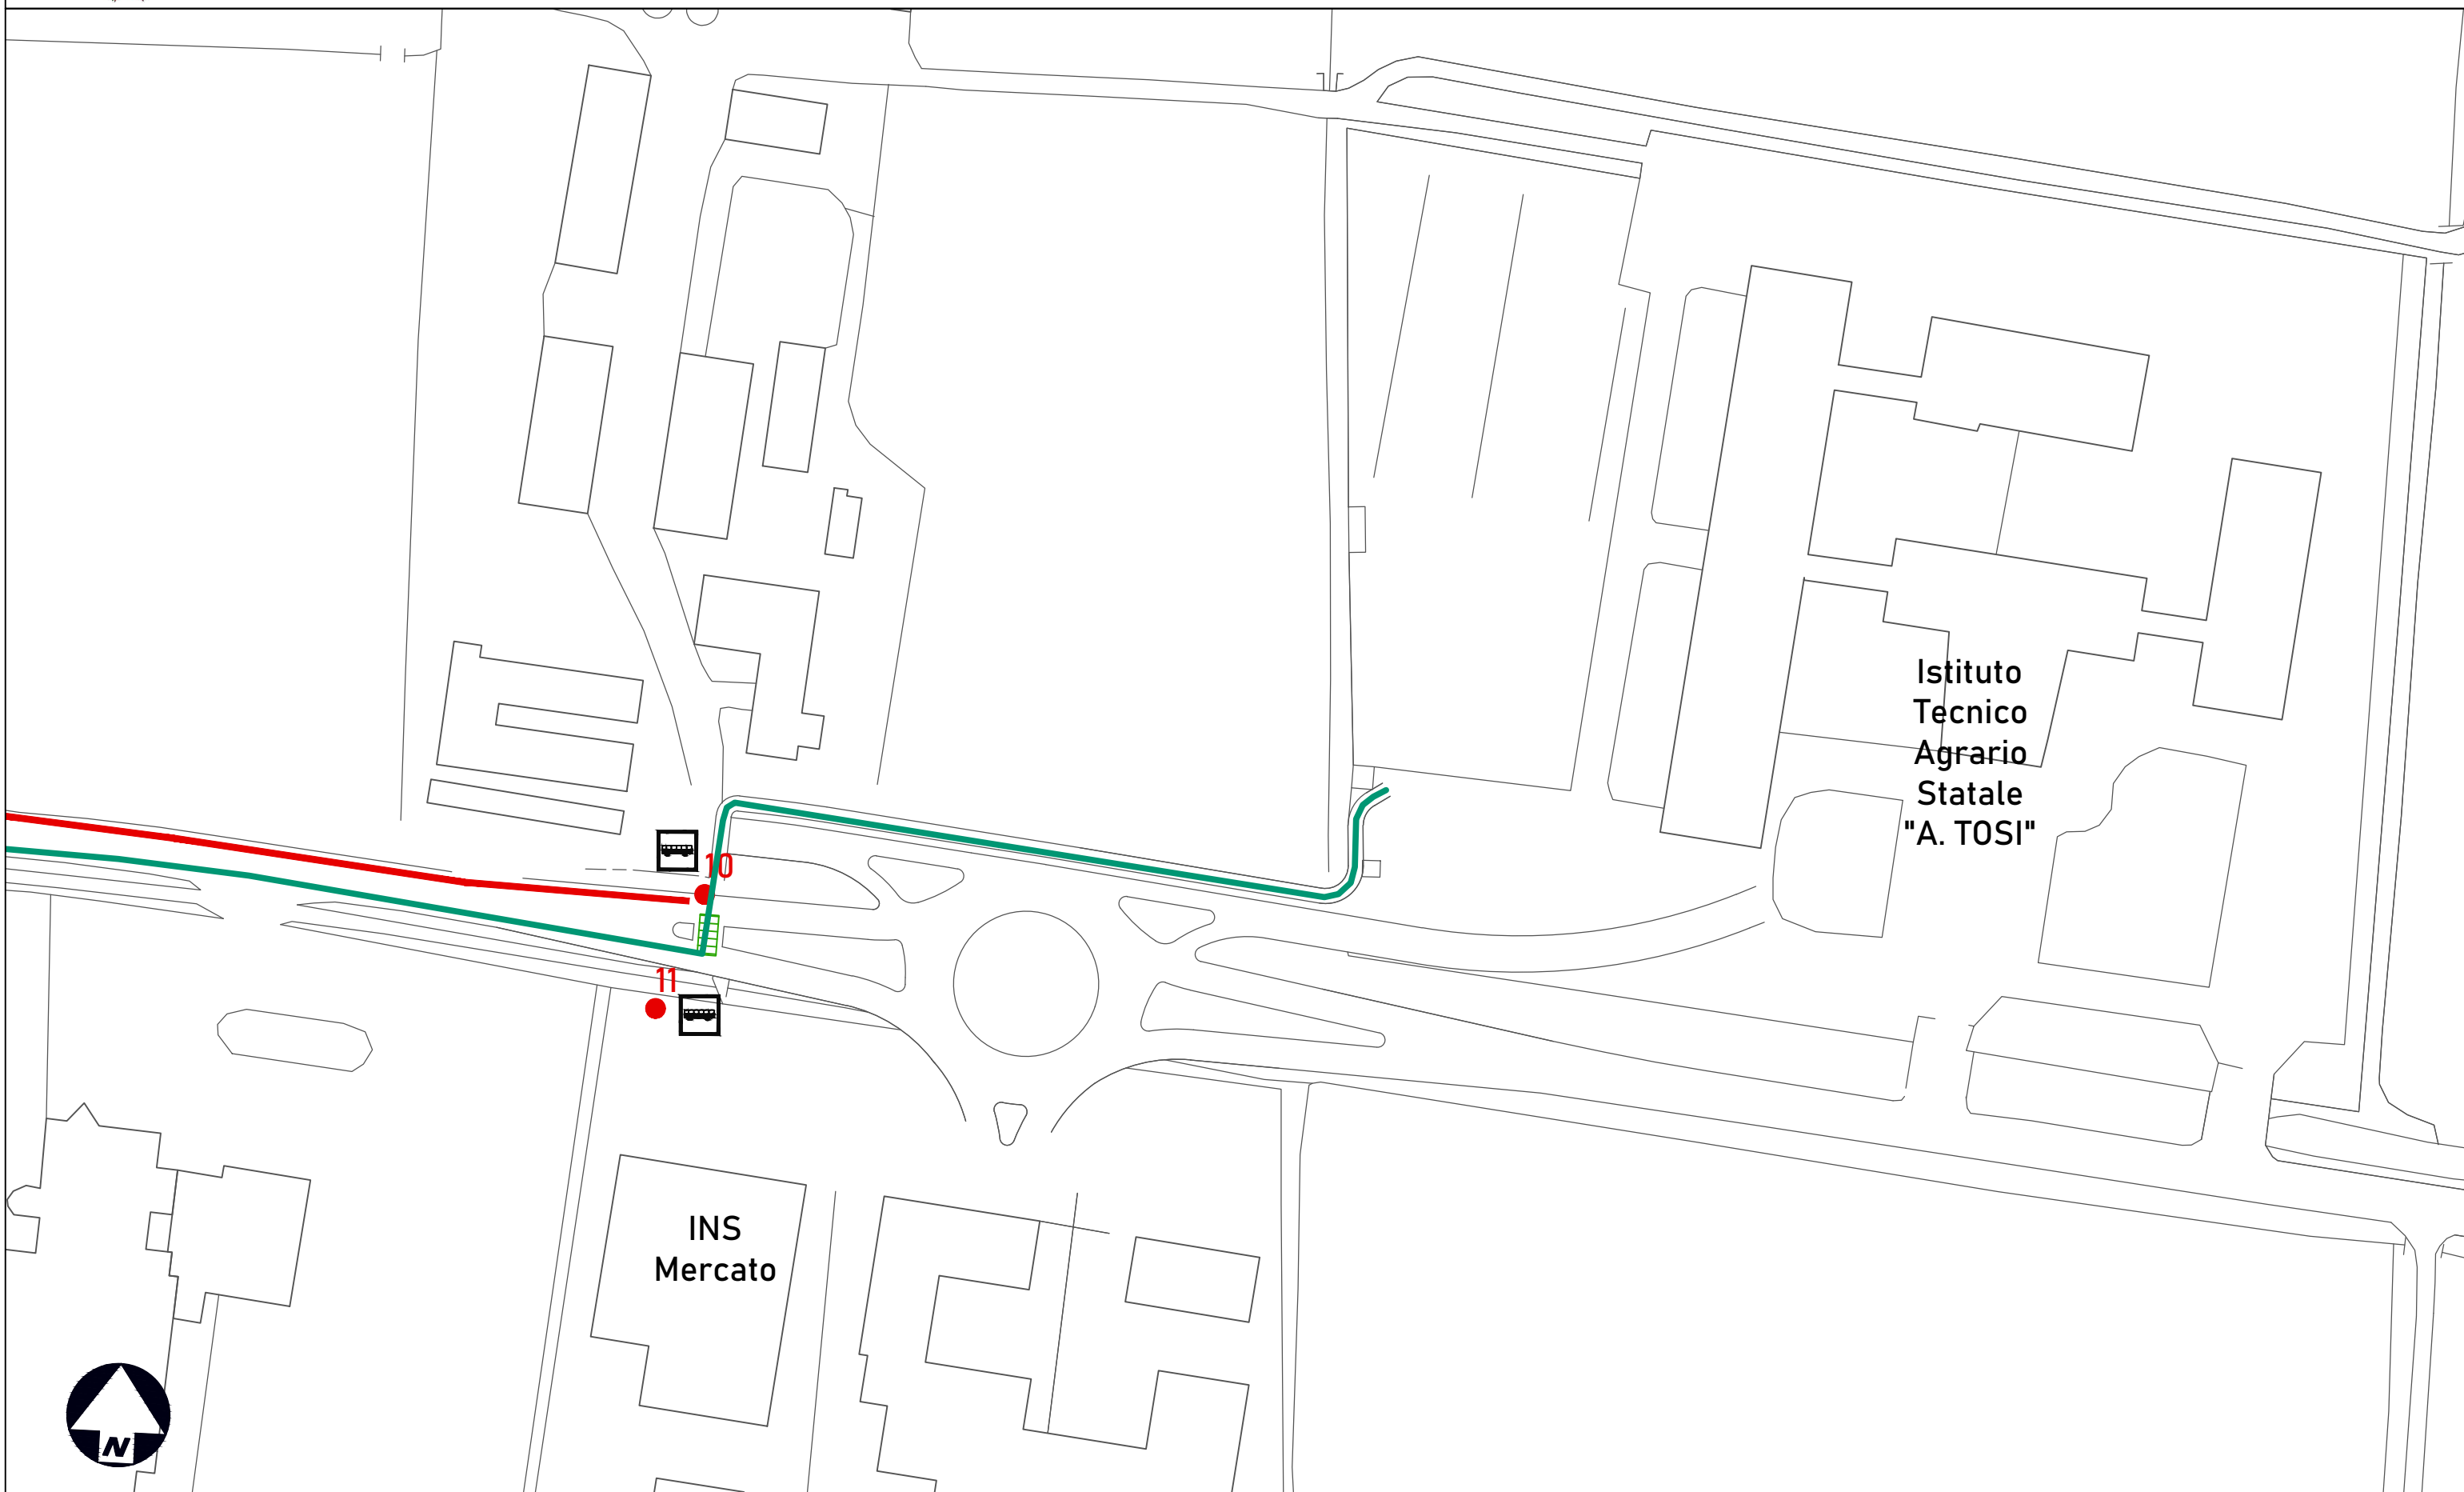 10
11
Istituto
Tecnico
Agrario
Statale
"A. TOSI"
INS
Mercato
N